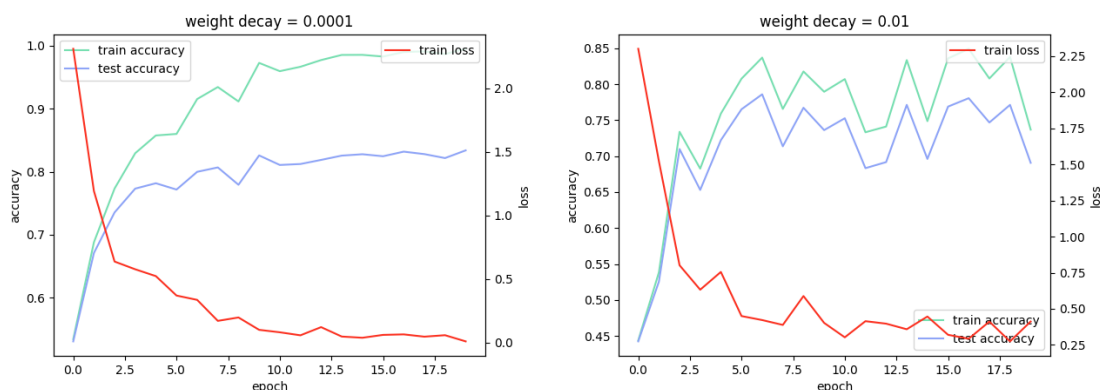 weight decay = 0.0001
1.0
0.9
0.8
0.7
0.6
accuracy
train accuracy
test accuracy
train loss
2.0
1.5
1.0
0.5
0.0
loss
0.0 2.5 5.0 7.5 10.0 12.5 15.0 17.5
epoch
weight decay = 0.01
0.85
0.80
0.75
0.70
0.65
0.60
0.55
0.50
0.45
accuracy
train loss
train accuracy
test accuracy
2.25
2.00
1.75
1.50
1.25
1.00
0.75
0.50
0.25
loss
0.0 2.5 5.0 7.5 10.0 12.5 15.0 17.5
epoch